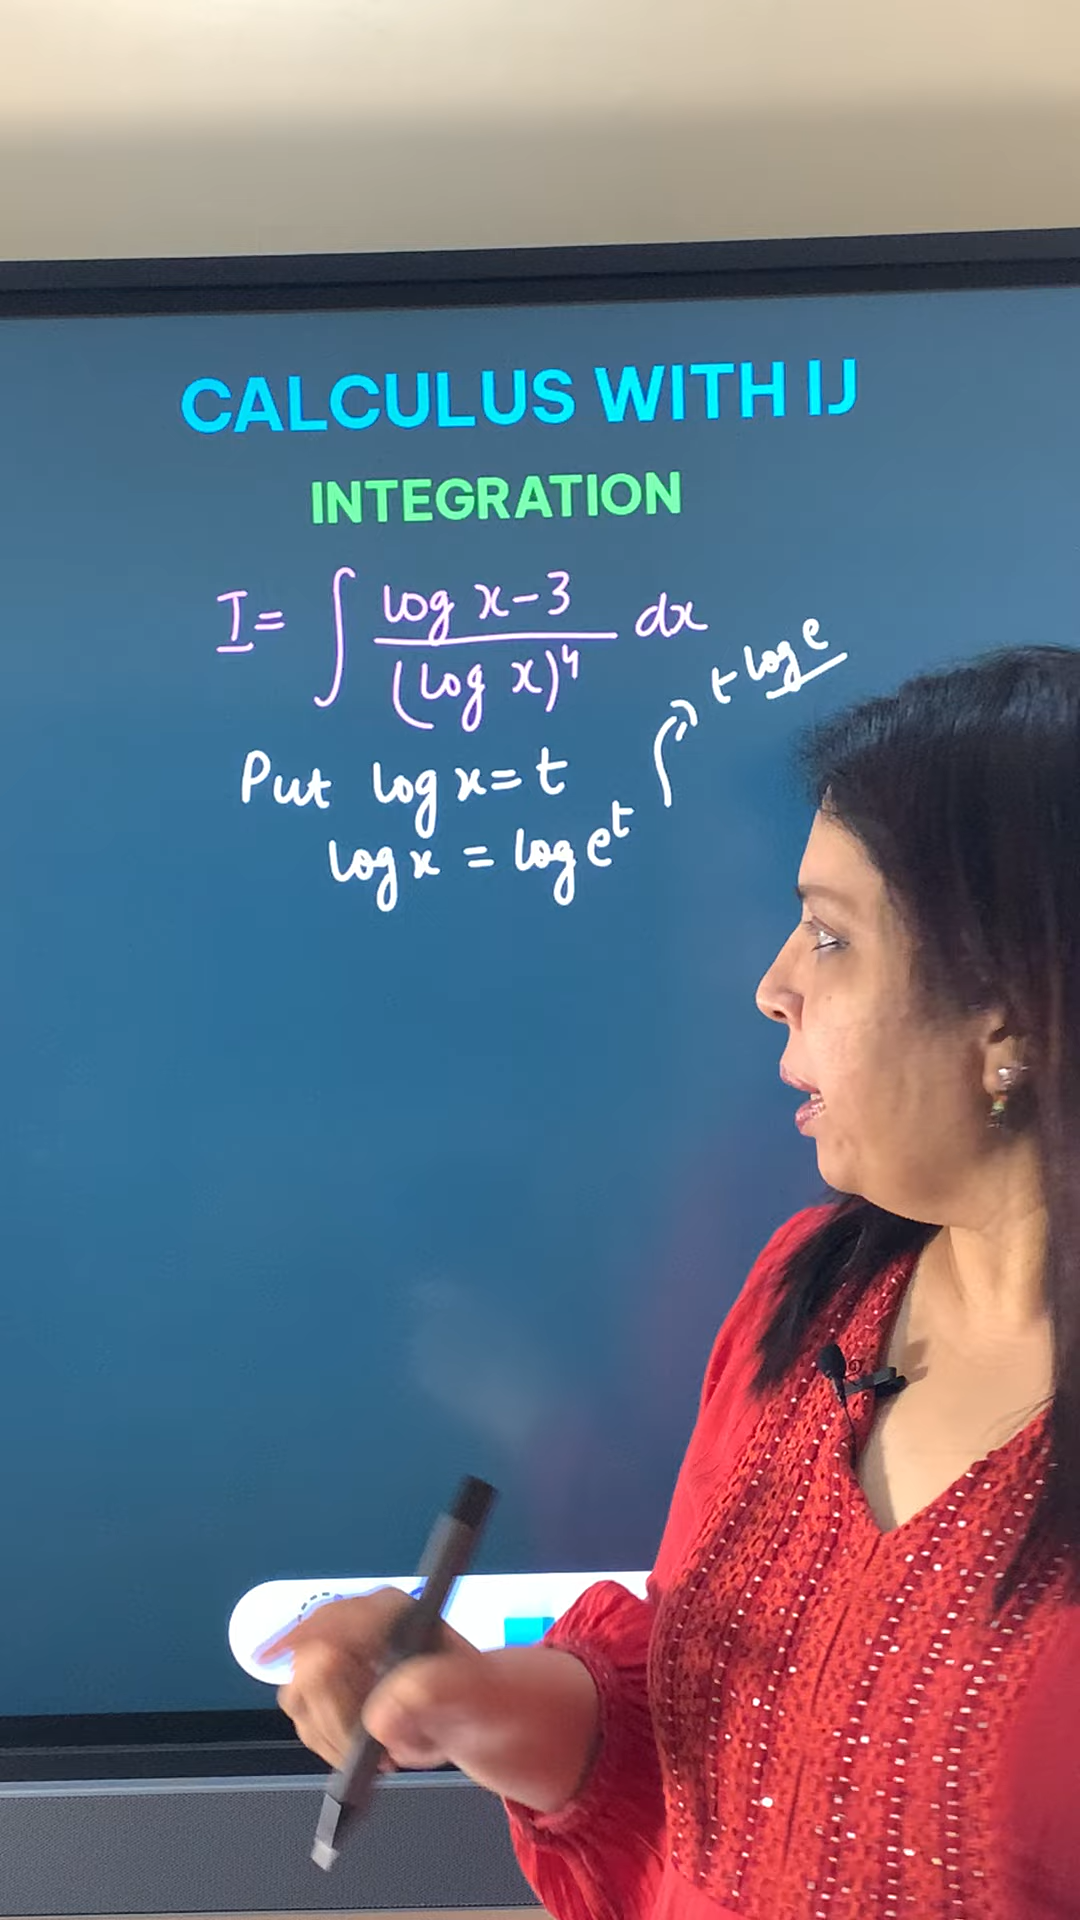 CALCULUS WITH IJ
INTEGRATION
I = ∫ (log x - 3) / (log x)⁴ dx
t log e
Put log x = t
log x = log eᵗ